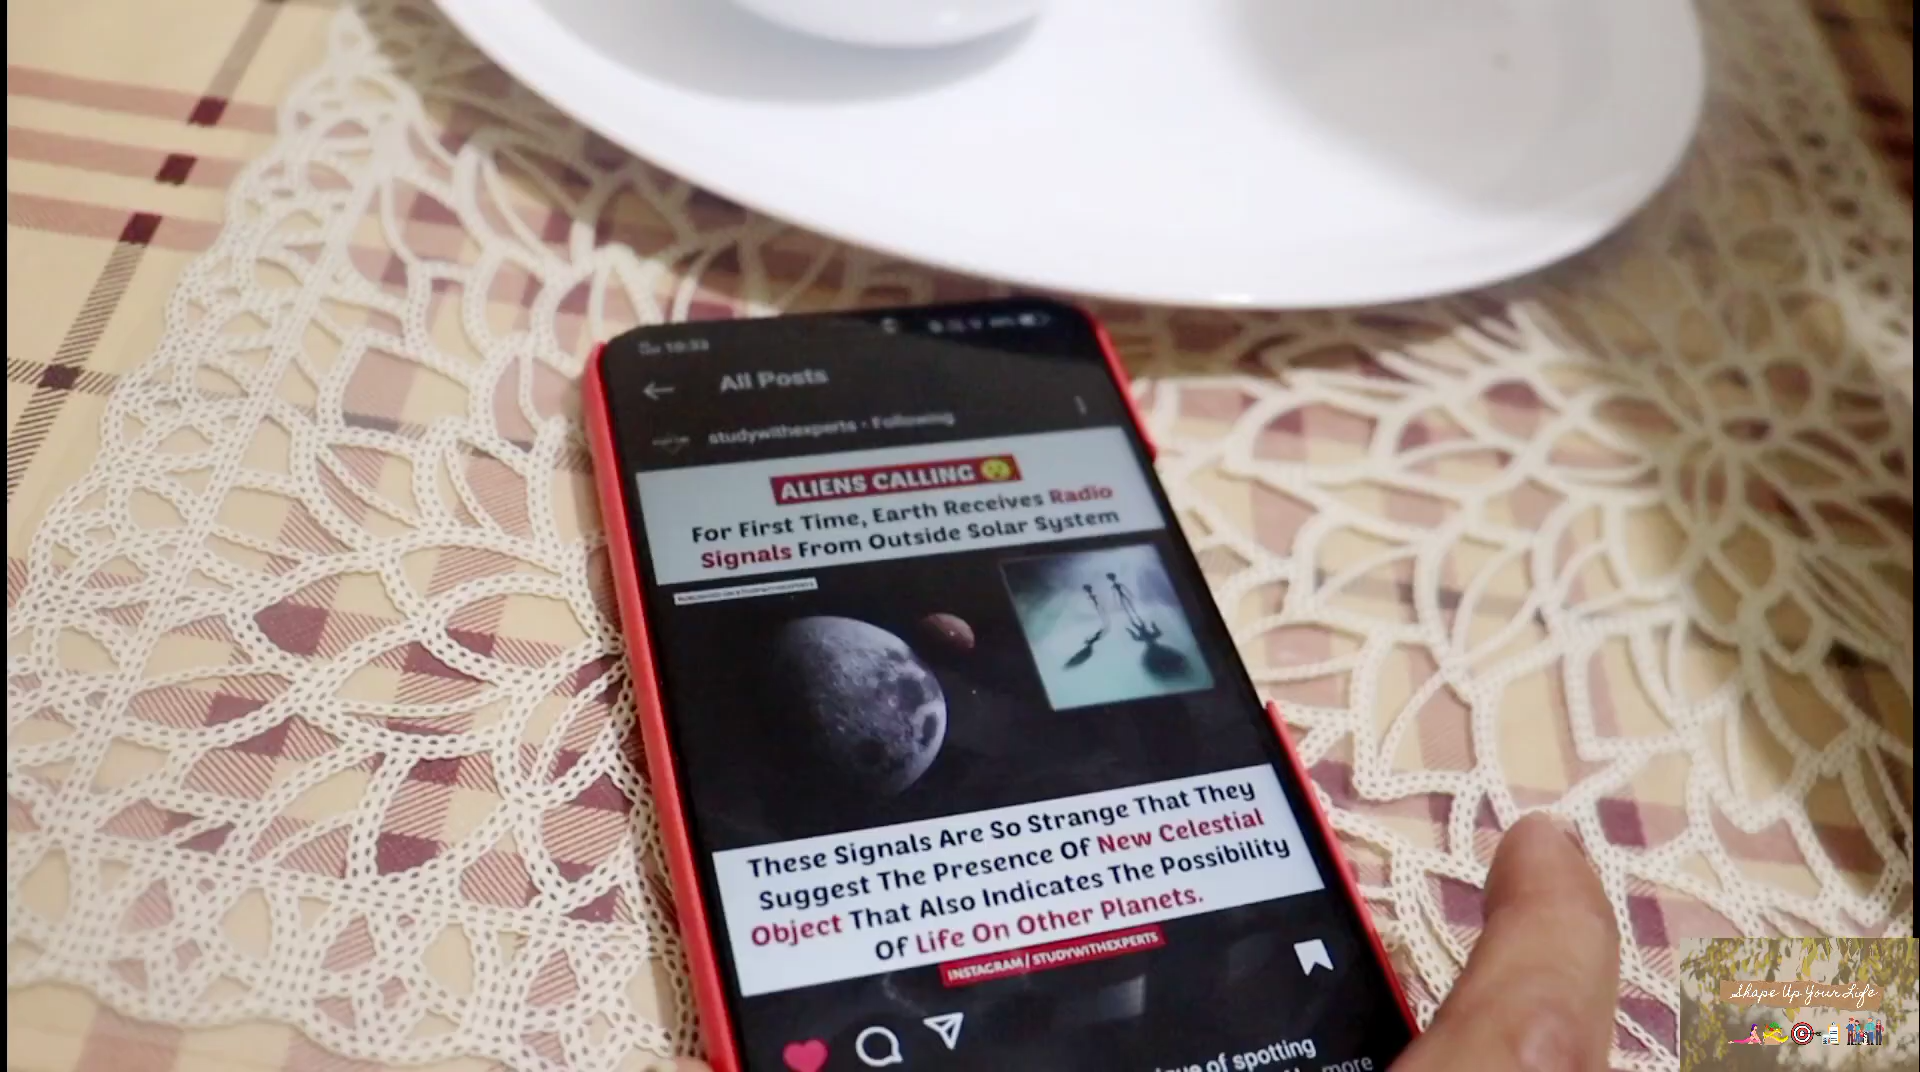 10:33
All Posts
studywithexperts • Following
ALIENS CALLING
For First Time, Earth Receives Radio
Signals From Outside Solar System
These Signals Are So Strange That They
Suggest The Presence Of New Celestial
Object That Also Indicates The Possibility
Of Life On Other Planets.
INSTAGRAM/STUDYWITHEXPERTS
of spotting
more
Shape Up Your Life